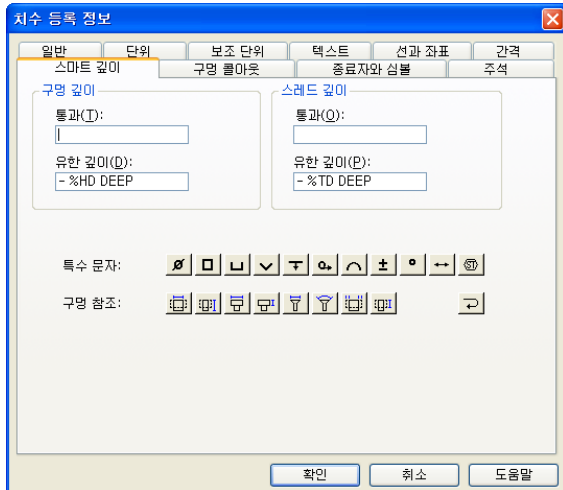 치수 등록 정보
일반 단위 보조 단위 텍스트 선과 좌표 간격
스마트 깊이 구멍 콜아웃 종료자와 심볼 주석
구멍 깊이 스레드 깊이
통과(T): 통과(O):
유한 깊이(D): 유한 깊이(P):
- %HD DEEP - %TD DEEP
특수 문자:
구멍 참조:
확인 취소 도움말